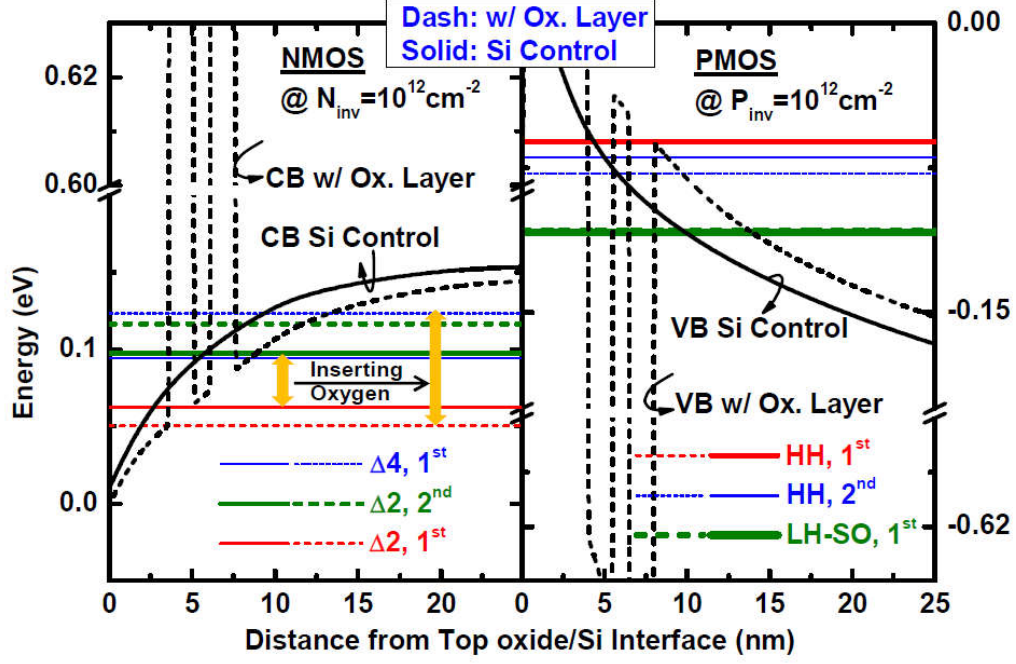 Dash: w/ Ox. Layer
Solid: Si Control
NMOS
@ Ninv=10^12cm^-2
PMOS
@ Pinv=10^12cm^-2
CB w/ Ox. Layer
CB Si Control
Inserting
Oxygen
VB Si Control
VB w/ Ox. Layer
Δ4, 1st
Δ2, 2nd
Δ2, 1st
HH, 1st
HH, 2nd
LH-SO, 1st
Energy (eV)
0.62
0.60
0.1
0.0
0.00
-0.15
-0.62
0 5 10 15 20 0 5 10 15 20 25
Distance from Top oxide/Si Interface (nm)